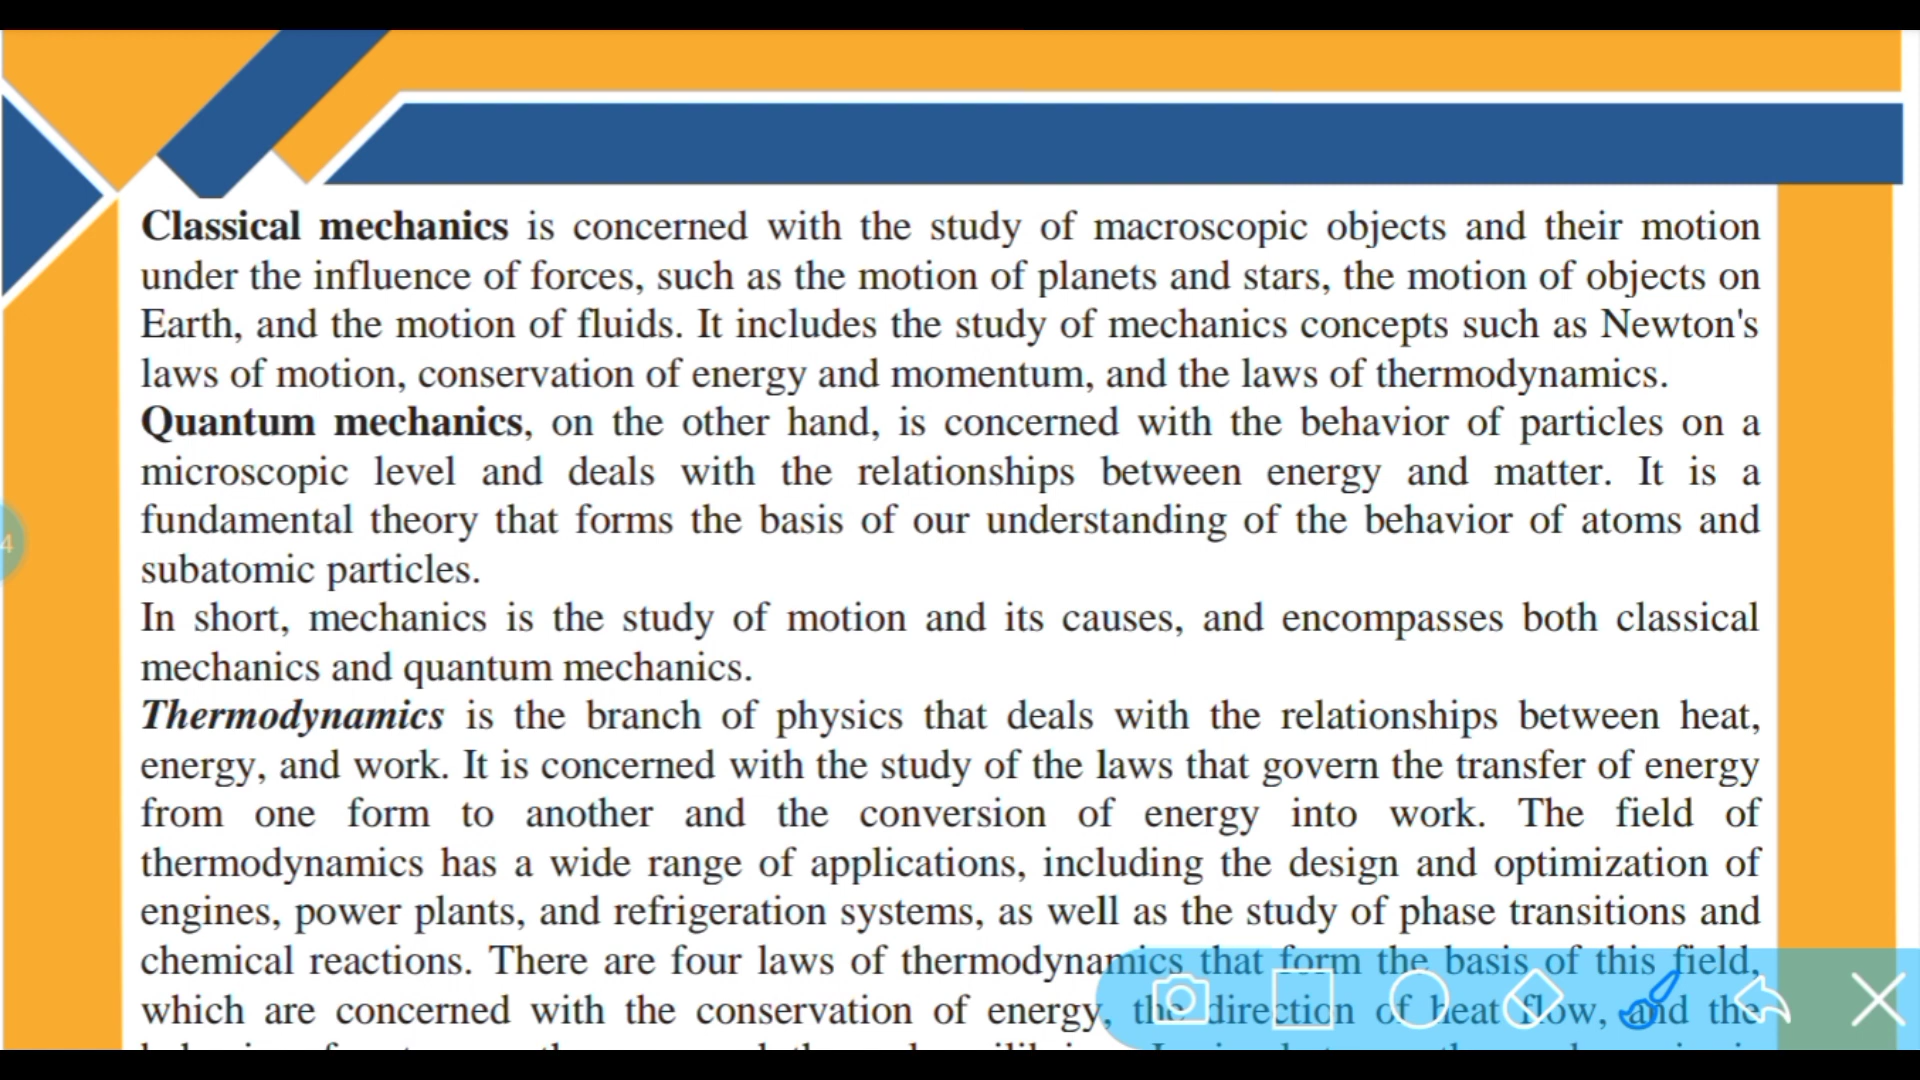 Classical mechanics is concerned with the study of macroscopic objects and their motion
under the influence of forces, such as the motion of planets and stars, the motion of objects on
Earth, and the motion of fluids. It includes the study of mechanics concepts such as Newton's
laws of motion, conservation of energy and momentum, and the laws of thermodynamics.
Quantum mechanics, on the other hand, is concerned with the behavior of particles on a
microscopic level and deals with the relationships between energy and matter. It is a
fundamental theory that forms the basis of our understanding of the behavior of atoms and
subatomic particles.
In short, mechanics is the study of motion and its causes, and encompasses both classical
mechanics and quantum mechanics.
Thermodynamics is the branch of physics that deals with the relationships between heat,
energy, and work. It is concerned with the study of the laws that govern the transfer of energy
from one form to another and the conversion of energy into work. The field of
thermodynamics has a wide range of applications, including the design and optimization of
engines, power plants, and refrigeration systems, as well as the study of phase transitions and
chemical reactions. There are four laws of thermodynamics that form the basis of this field,
which are concerned with the conservation of energy, the direction of heat flow, and the
4